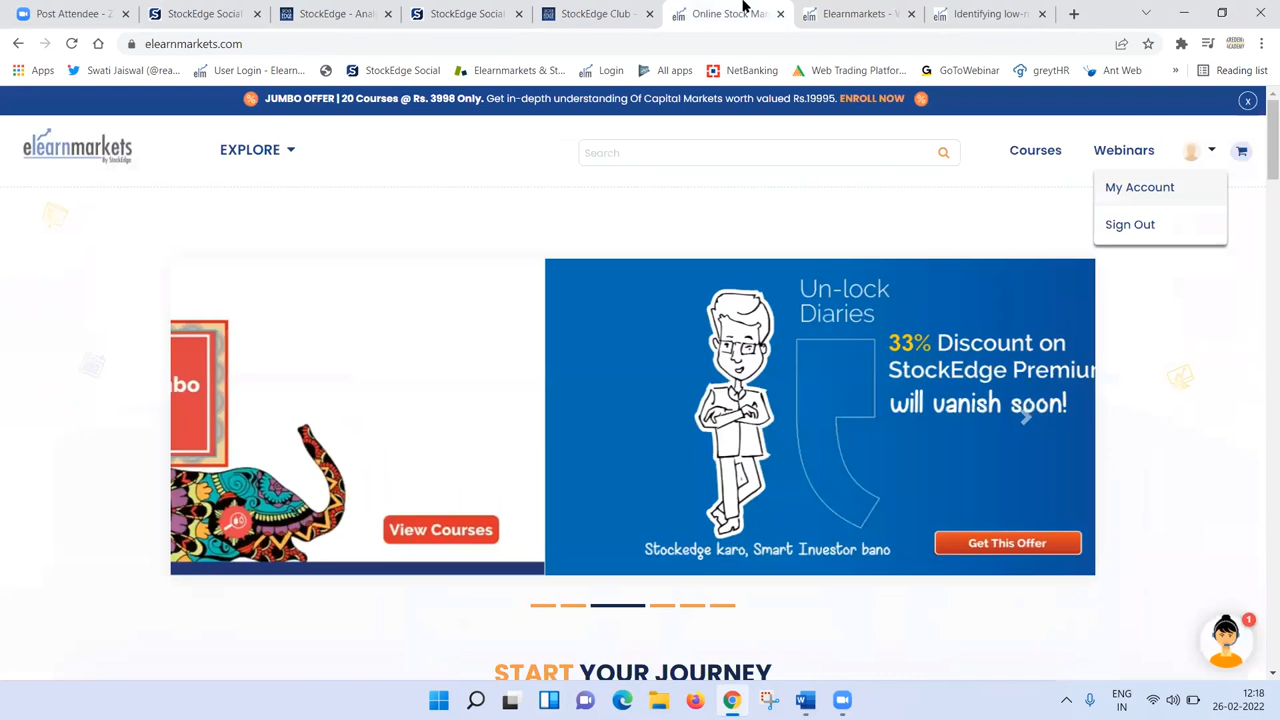 Post Attendee - Z
StockEdge Social
StockEdge - Anal
StockEdge Social
StockEdge Club -
Online Stock Mar
Elearnmarkets - W
Identifying low-r
elearnmarkets.com
Apps
Swati Jaiswal (@rea...
User Login - Elearn...
StockEdge Social
Elearnmarkets & St...
Login
All apps
NetBanking
Web Trading Platfor...
GoToWebinar
greytHR
Ant Web
»
Reading list
JUMBO OFFER | 20 Courses @ Rs. 3998 Only. Get in-depth understanding Of Capital Markets worth valued Rs.19995. ENROLL NOW
x
elearnmarkets
By StockEdge
EXPLORE
Search
Courses
Webinars
My Account
Sign Out
Un-lock
Diaries
33% Discount on
StockEdge Premium
will vanish soon!
Stockedge karo, Smart Investor bano
Get This Offer
bo
View Courses
1
START YOUR JOURNEY
ENG
IN
12:18
26-02-2022